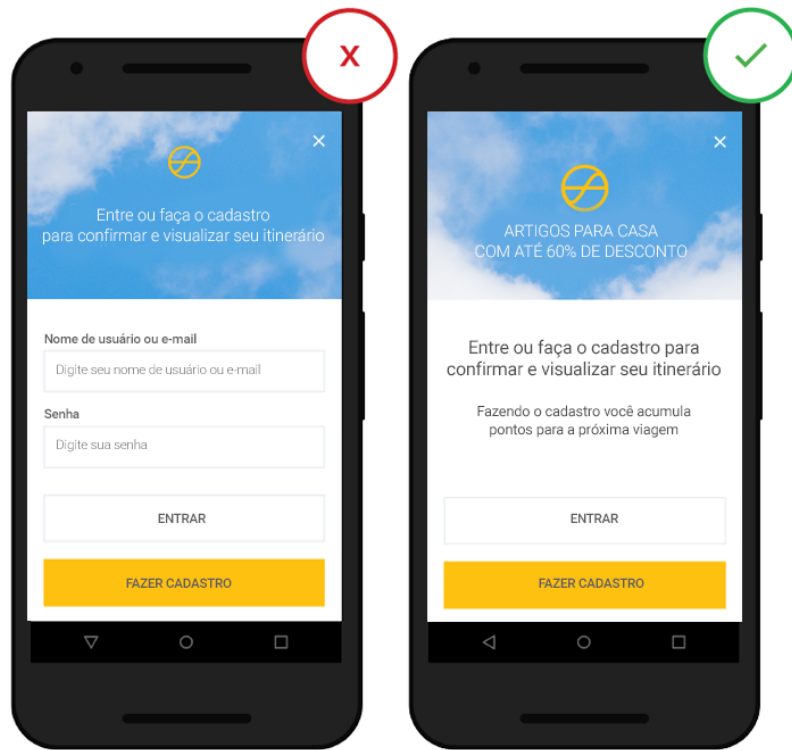 X
Entre ou faça o cadastro
para confirmar e visualizar seu itinerário
Nome de usuário ou e-mail
Digite seu nome de usuário ou e-mail
Senha
Digite sua senha
ENTRAR
FAZER CADASTRO
ARTIGOS PARA CASA
COM ATÉ 60% DE DESCONTO
Entre ou faça o cadastro para
confirmar e visualizar seu itinerário
Fazendo o cadastro você acumula
pontos para a próxima viagem
ENTRAR
FAZER CADASTRO